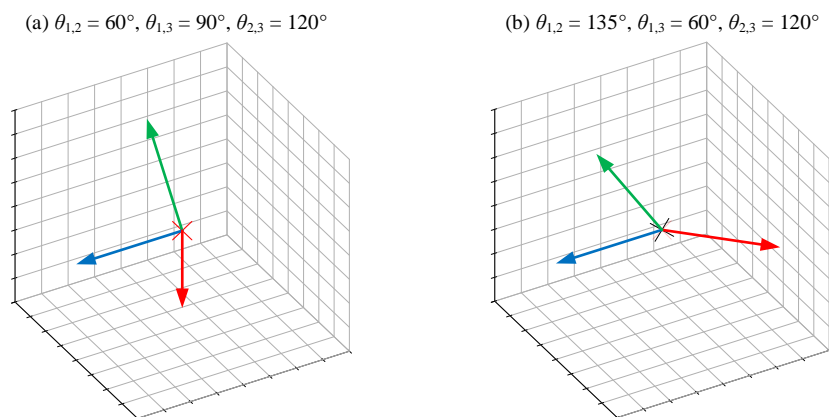 (a) θ1,2 = 60°, θ1,3 = 90°, θ2,3 = 120°
(b) θ1,2 = 135°, θ1,3 = 60°, θ2,3 = 120°